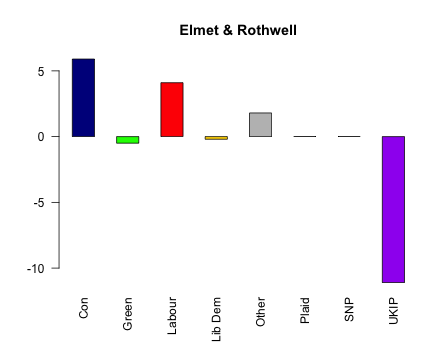 Elmet & Rothwell
5
0
-5
-10
Con
Green
Labour
Lib Dem
Other
Plaid
SNP
UKIP